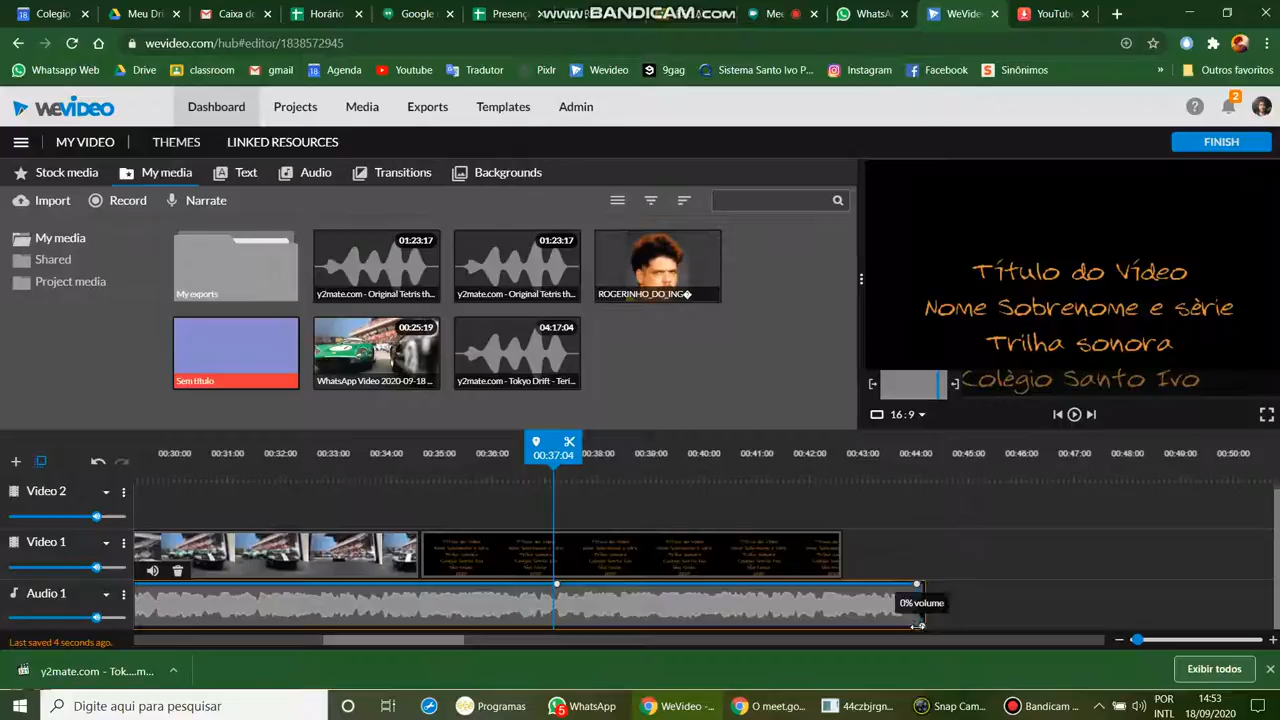 Colégio
Meu Dri
Caixa de
Horário
Google
Presenç
www.BANDICAM.com
Mee
WhatsA
WeVide
YouTube
wevideo.com/hub#editor/1838572945
Whatsapp Web
Drive
classroom
gmail
Agenda
Youtube
Tradutor
Pixlr
Wevideo
9gag
Sistema Santo Ivo P...
Instagram
Facebook
Sinônimos
Outros favoritos
WEVIDEO
Dashboard
Projects
Media
Exports
Templates
Admin
2
MY VIDEO
THEMES
LINKED RESOURCES
FINISH
Stock media
My media
Text
Audio
Transitions
Backgrounds
Import
Record
Narrate
My media
Shared
Project media
My exports
01:23:17
y2mate.com - Original Tetris th...
01:23:17
y2mate.com - Original Tetris th...
ROGERINHO_DO_ING�
Sem título
00:25:19
WhatsApp Video 2020-09-18 ...
04:17:04
y2mate.com - Tokyo Drift - Teri...
Título do Vídeo
Nome Sobrenome e série
Trilha sonora
Colégio Santo Ivo
16:9
00:30:00 00:31:00 00:32:00 00:33:00 00:34:00 00:35:00 00:36:00 00:37:04 00:38:00 00:39:00 00:40:00 00:41:00 00:42:00 00:43:00 00:44:00 00:45:00 00:46:00 00:47:00 00:48:00 00:49:00 00:50:00
Video 2
Video 1
Audio 1
0% volume
Last saved 4 seconds ago.
y2mate.com - Tok....m...
Exibir todos
Digite aqui para pesquisar
Programas
5
WhatsApp
WeVideo -...
O meet.go...
44czbjrgn...
Snap Cam...
Bandicam ...
POR
INTL
14:53
18/09/2020